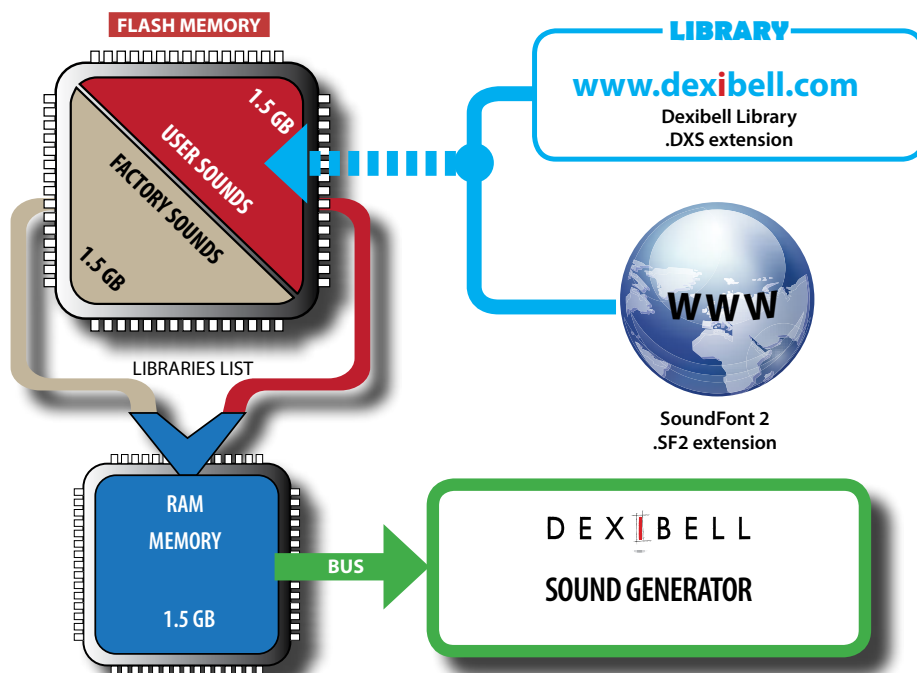 FLASH MEMORY
1.5 GB
USER SOUNDS
FACTORY SOUNDS
1.5 GB
LIBRARY
www.dexibell.com
Dexibell Library
.DXS extension
WWW
SoundFont 2
.SF2 extension
LIBRARIES LIST
RAM
MEMORY
1.5 GB
BUS
DEXIBELL
SOUND GENERATOR